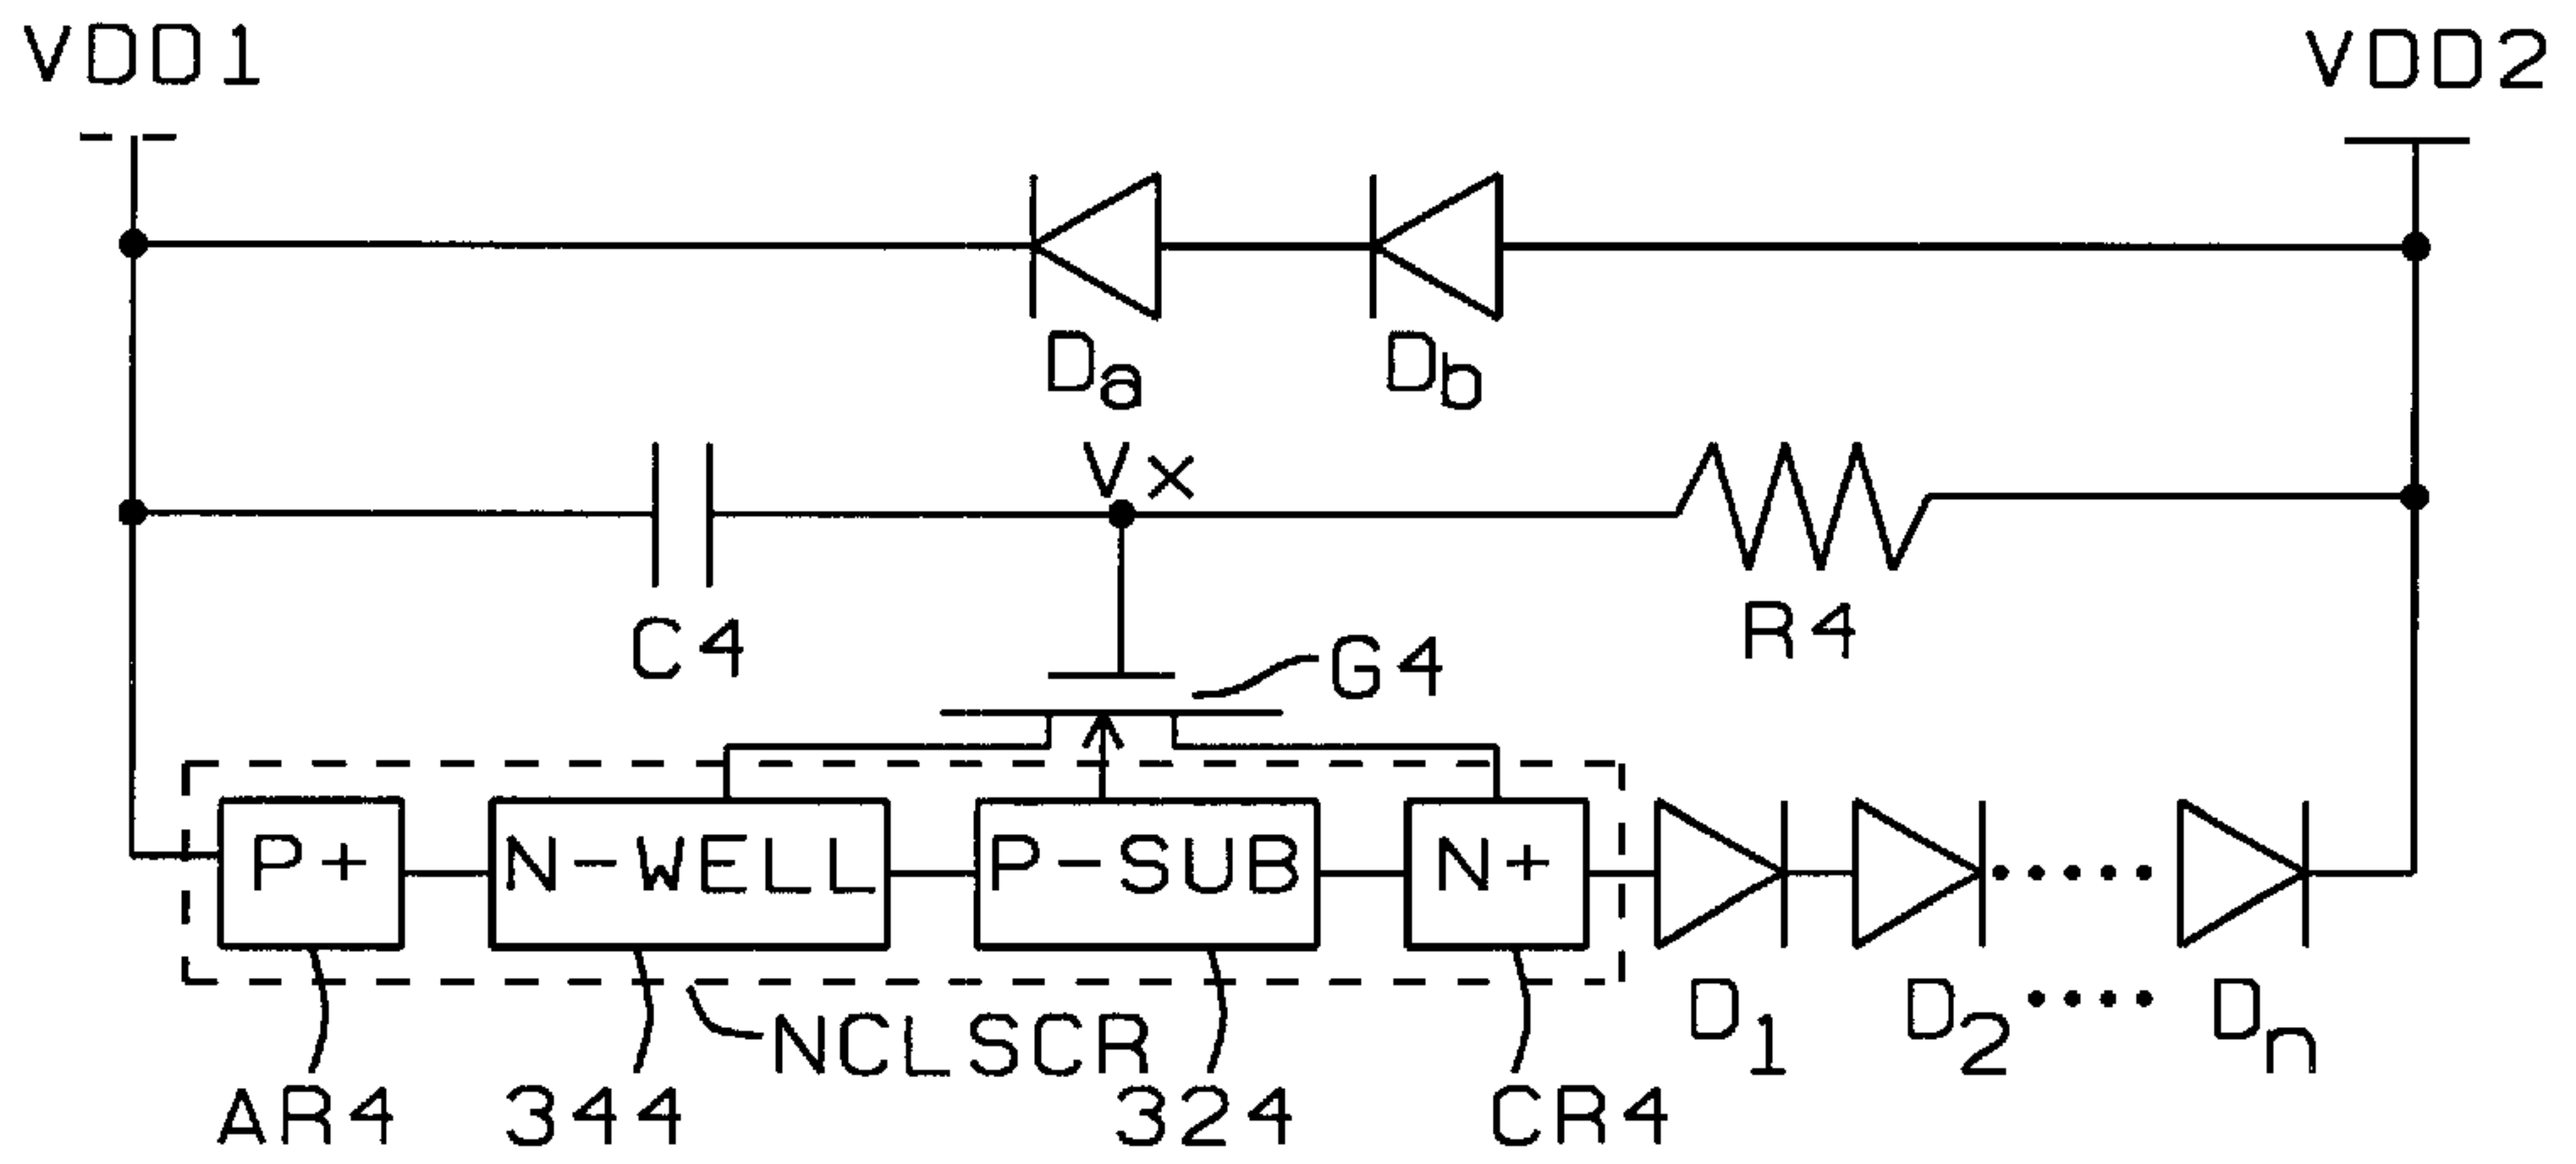 VDD1 VDD2
Da Db
Vx
C4 R4
G4
P+ N-WELL P-SUB N+
D1 D2 ···· Dn
NCLSCR
AR4 344 324 CR4